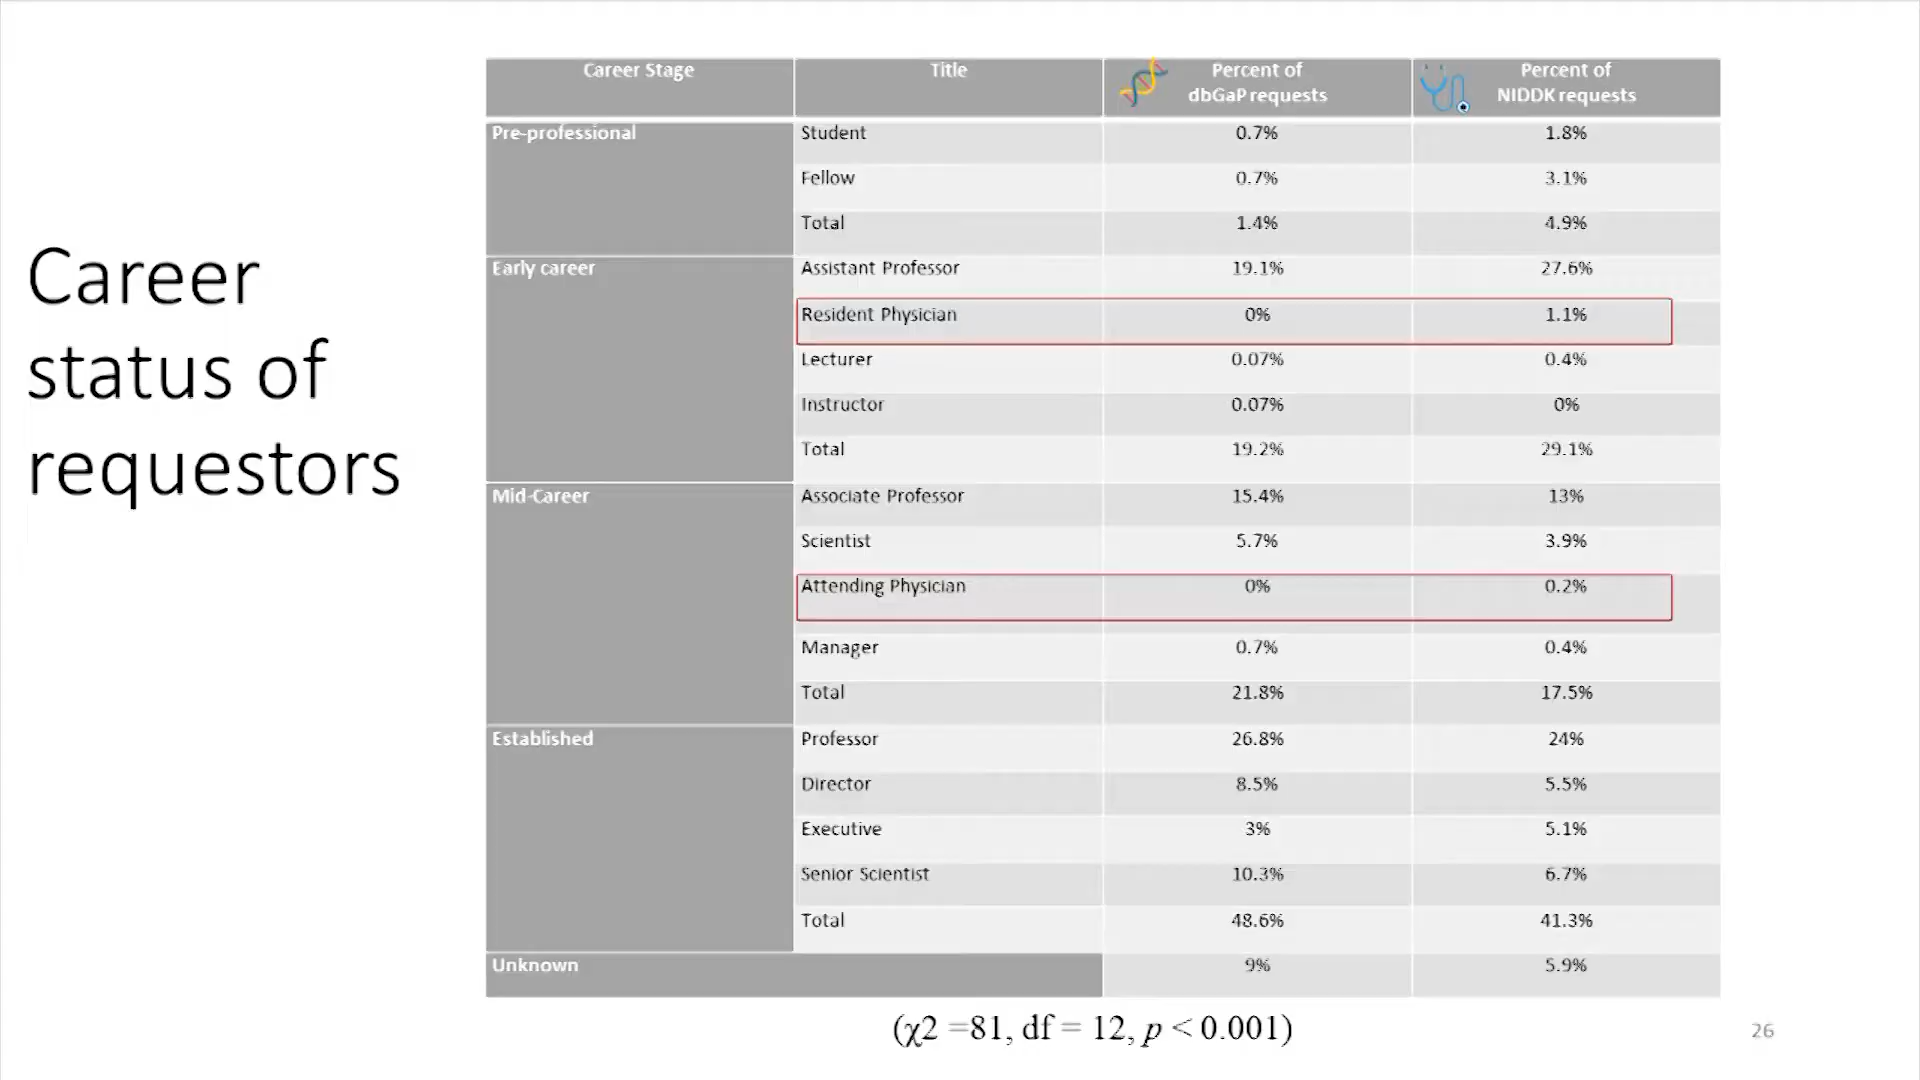 Career
status of
requestors
Career Stage Title Percent of dbGaP requests Percent of NIDDK requests
Pre-professional Student 0.7% 1.8%
Fellow 0.7% 3.1%
Total 1.4% 4.9%
Early career Assistant Professor 19.1% 27.6%
Resident Physician 0% 1.1%
Lecturer 0.07% 0.4%
Instructor 0.07% 0%
Total 19.2% 29.1%
Mid-Career Associate Professor 15.4% 13%
Scientist 5.7% 3.9%
Attending Physician 0% 0.2%
Manager 0.7% 0.4%
Total 21.8% 17.5%
Established Professor 26.8% 24%
Director 8.5% 5.5%
Executive 3% 5.1%
Senior Scientist 10.3% 6.7%
Total 48.6% 41.3%
Unknown 9% 5.9%
(χ2 =81, df = 12, p < 0.001)
26